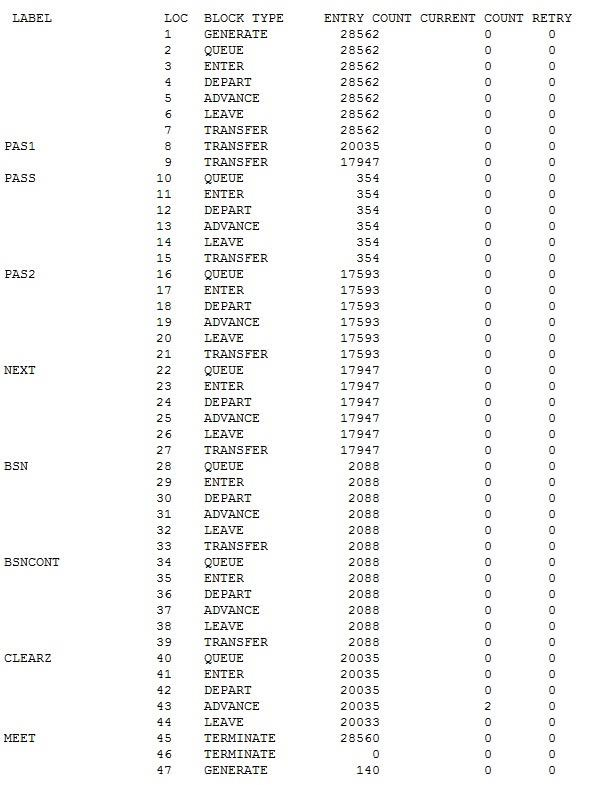 LABEL LOC BLOCK TYPE ENTRY COUNT CURRENT COUNT RETRY
1 GENERATE 28562 0 0
2 QUEUE 28562 0 0
3 ENTER 28562 0 0
4 DEPART 28562 0 0
5 ADVANCE 28562 0 0
6 LEAVE 28562 0 0
7 TRANSFER 28562 0 0
PAS1 8 TRANSFER 20035 0 0
9 TRANSFER 17947 0 0
PASS 10 QUEUE 354 0 0
11 ENTER 354 0 0
12 DEPART 354 0 0
13 ADVANCE 354 0 0
14 LEAVE 354 0 0
15 TRANSFER 354 0 0
PAS2 16 QUEUE 17593 0 0
17 ENTER 17593 0 0
18 DEPART 17593 0 0
19 ADVANCE 17593 0 0
20 LEAVE 17593 0 0
21 TRANSFER 17593 0 0
NEXT 22 QUEUE 17947 0 0
23 ENTER 17947 0 0
24 DEPART 17947 0 0
25 ADVANCE 17947 0 0
26 LEAVE 17947 0 0
27 TRANSFER 17947 0 0
BSN 28 QUEUE 2088 0 0
29 ENTER 2088 0 0
30 DEPART 2088 0 0
31 ADVANCE 2088 0 0
32 LEAVE 2088 0 0
33 TRANSFER 2088 0 0
BSNCONT 34 QUEUE 2088 0 0
35 ENTER 2088 0 0
36 DEPART 2088 0 0
37 ADVANCE 2088 0 0
38 LEAVE 2088 0 0
39 TRANSFER 2088 0 0
CLEARZ 40 QUEUE 20035 0 0
41 ENTER 20035 0 0
42 DEPART 20035 0 0
43 ADVANCE 20035 2 0
44 LEAVE 20033 0 0
MEET 45 TERMINATE 28560 0 0
46 TERMINATE 0 0 0
47 GENERATE 140 0 0